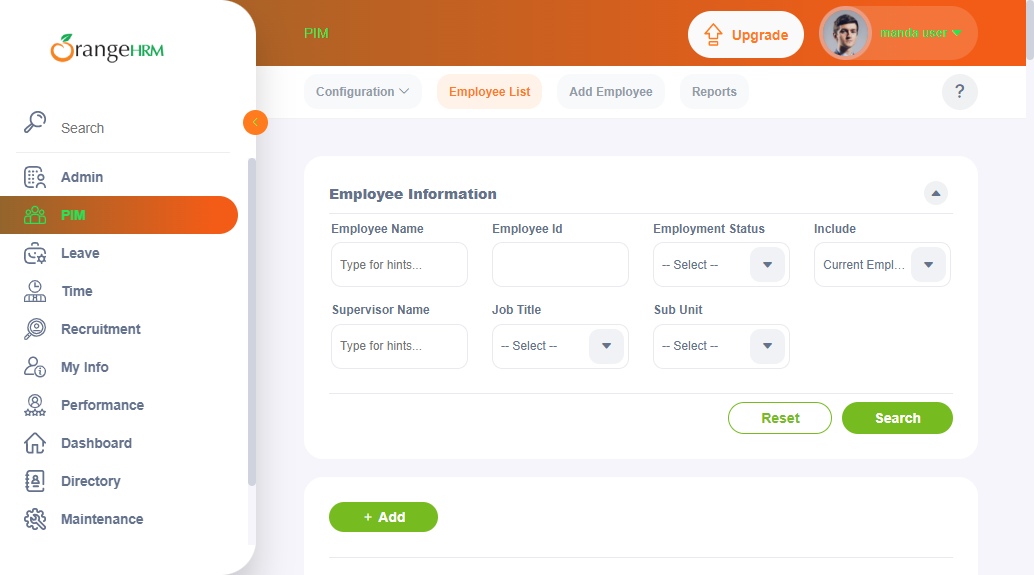 OrangeHRM
PIM
Upgrade
manda user
Configuration
Employee List
Add Employee
Reports
?
Search
Admin
PIM
Leave
Time
Recruitment
My Info
Performance
Dashboard
Directory
Maintenance
Employee Information
Employee Name
Employee Id
Employment Status
Include
Type for hints...
-- Select --
Current Empl...
Supervisor Name
Job Title
Sub Unit
Type for hints...
-- Select --
-- Select --
Reset
Search
+ Add